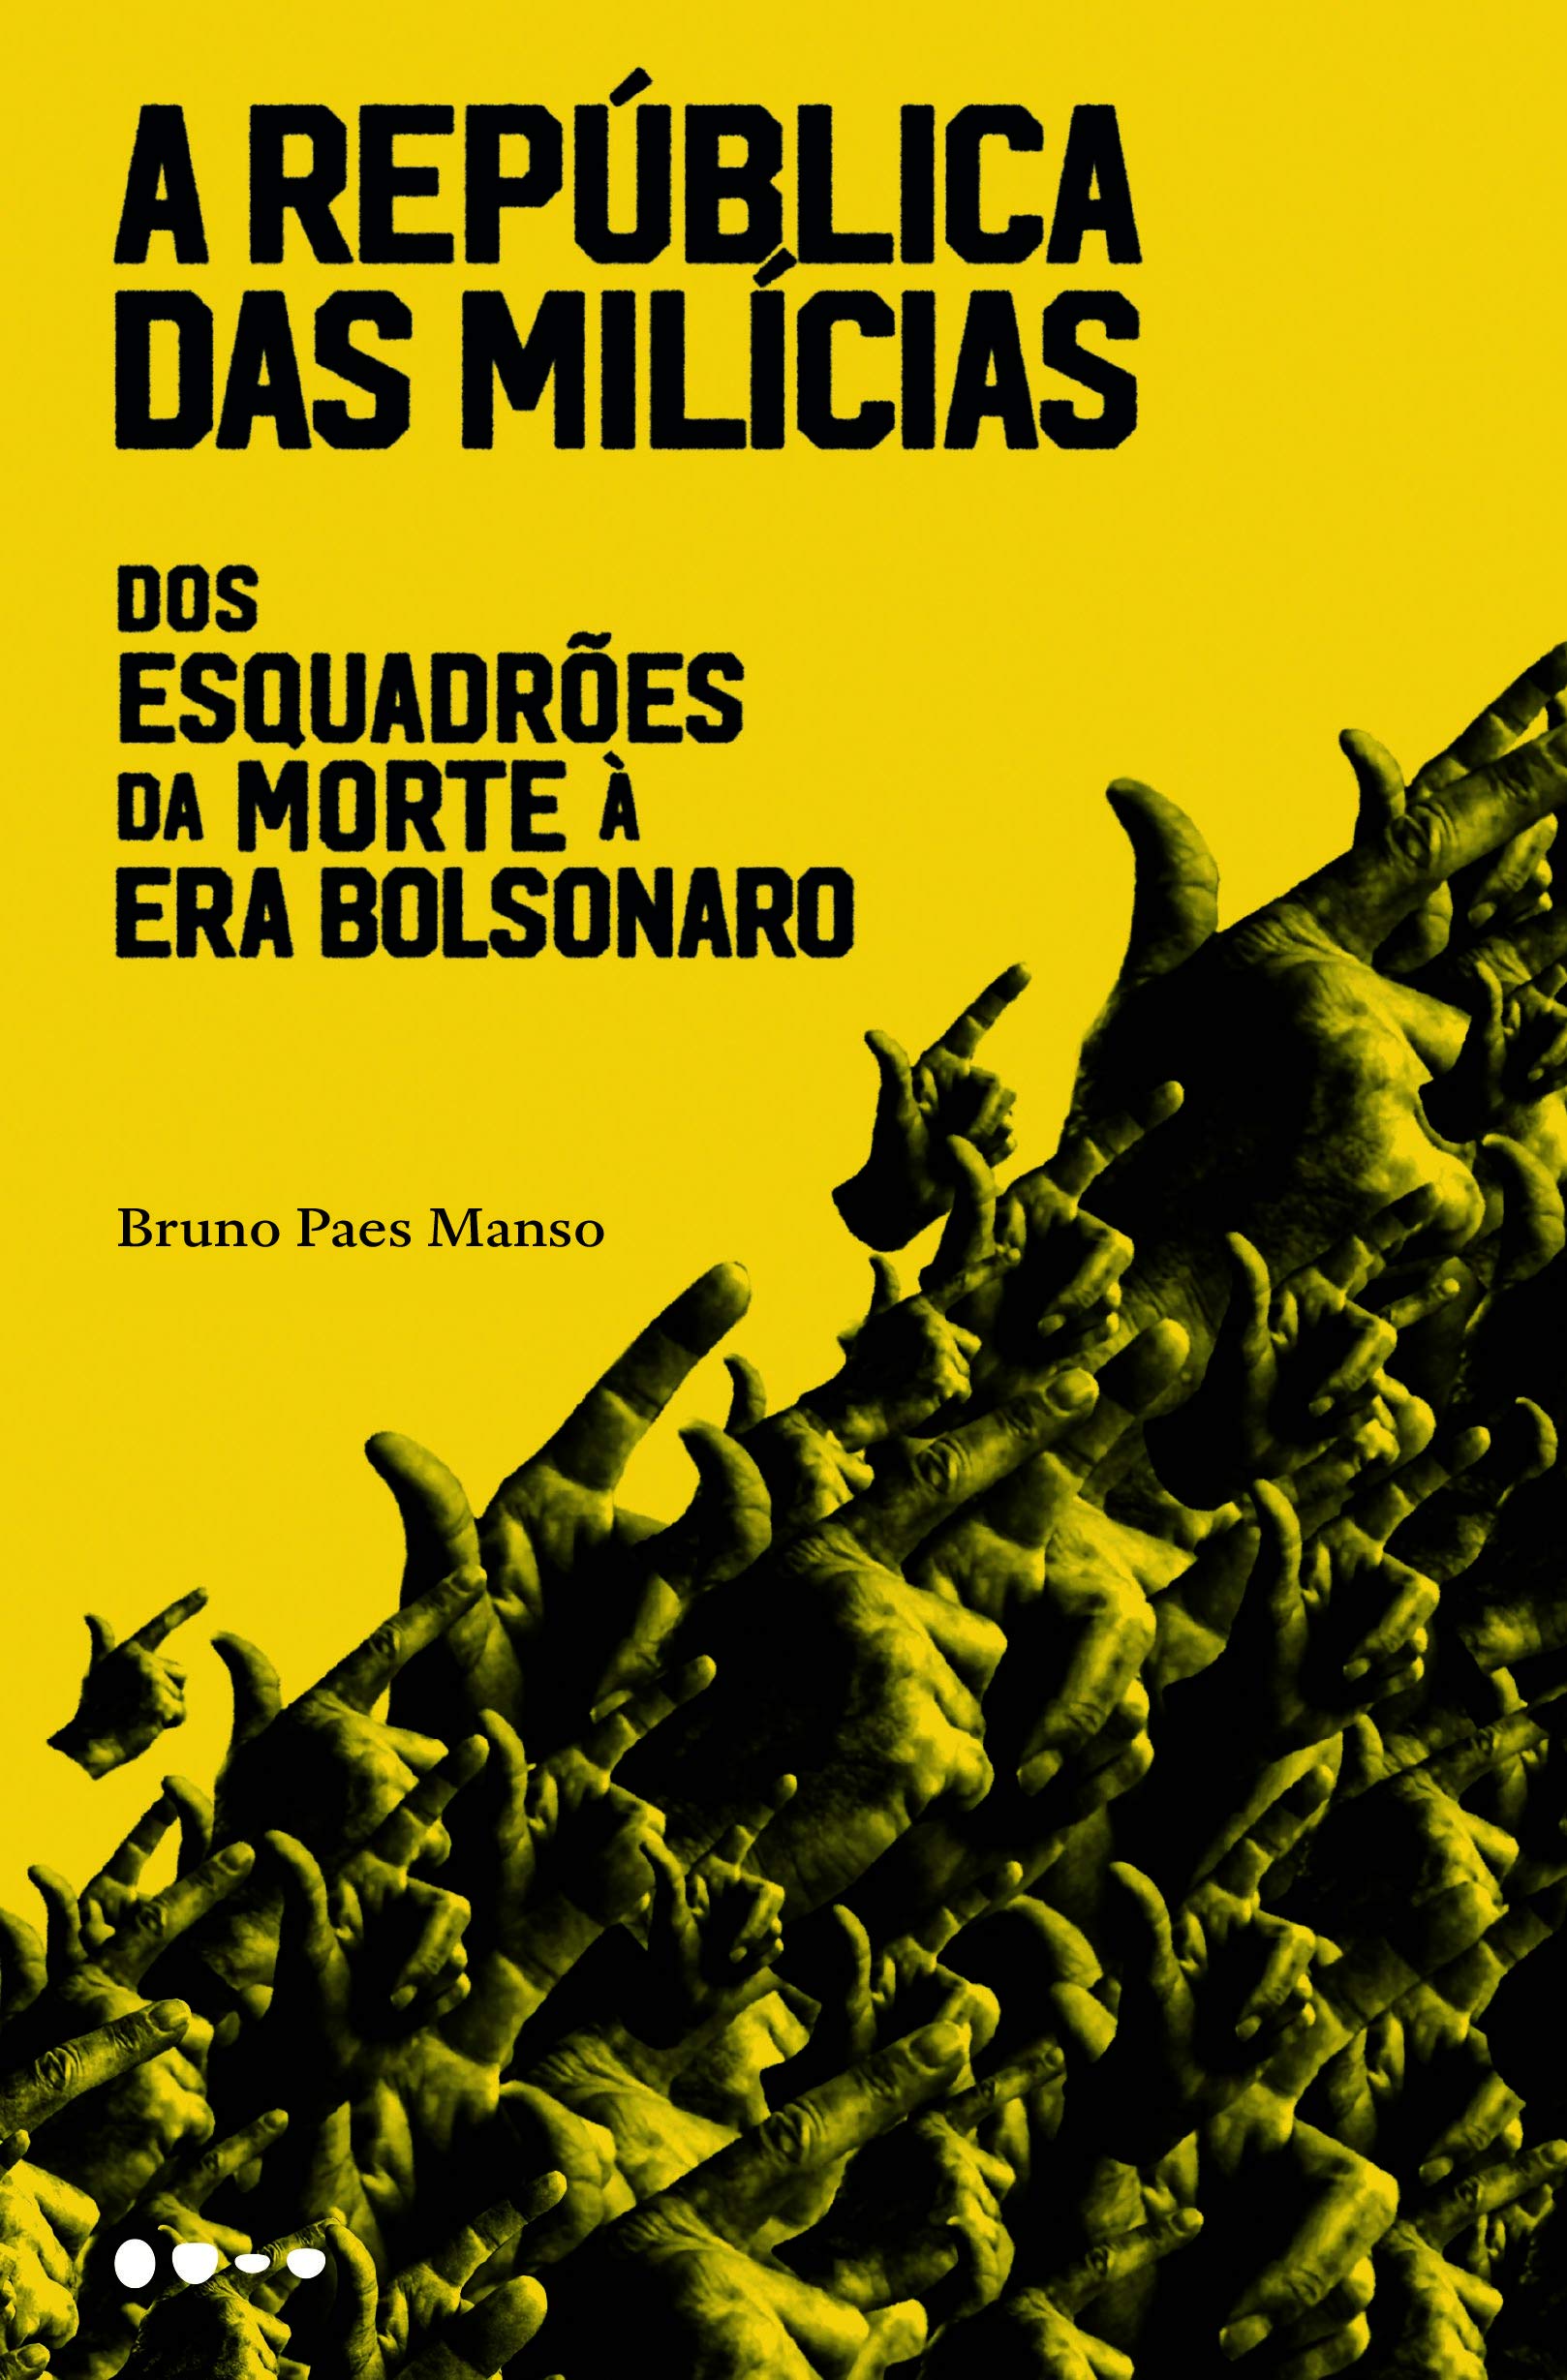 A REPÚBLICA
DAS MILÍCIAS
DOS
ESQUADRÕES
DA MORTE À
ERA BOLSONARO
Bruno Paes Manso